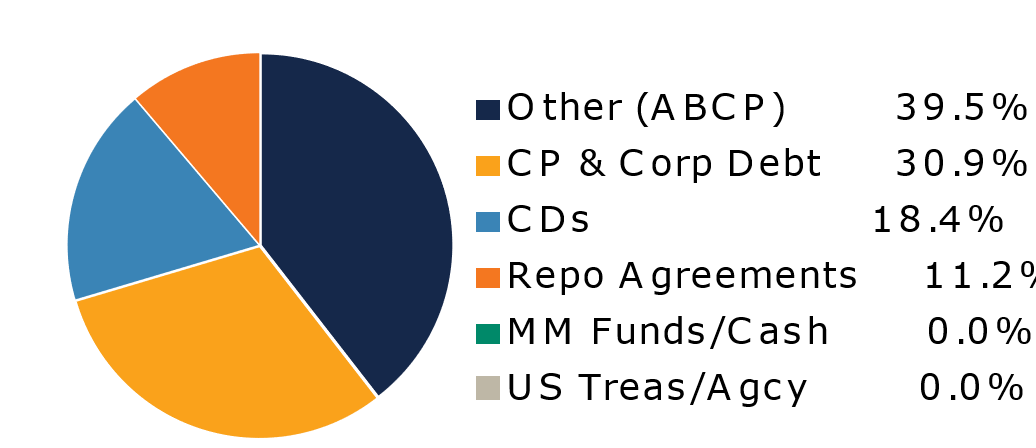 Other (ABCP) 39.5%
CP & Corp Debt 30.9%
CDs 18.4%
Repo Agreements 11.2%
MM Funds/Cash 0.0%
US Treas/Agcy 0.0%